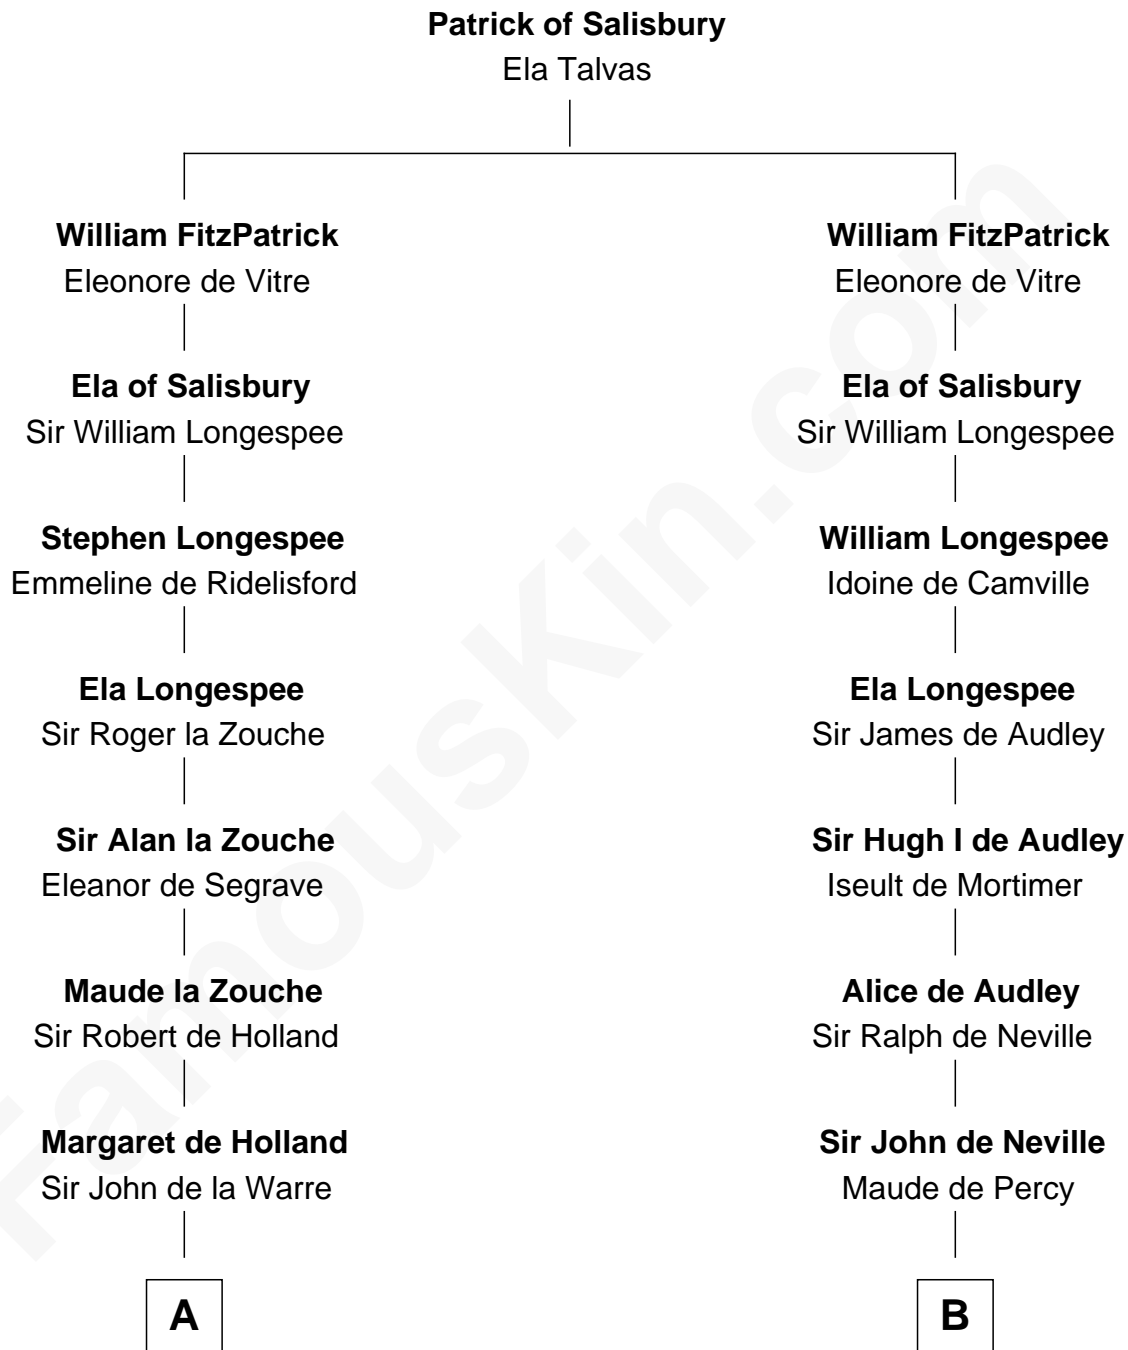 Patrick of Salisbury
Ela Talvas
William FitzPatrick
Eleonore de Vitre
Ela of Salisbury
Sir William Longespee
Stephen Longespee
Emmeline de Ridelisford
Ela Longespee
Sir Roger la Zouche
Sir Alan la Zouche
Eleanor de Segrave
Maude la Zouche
Sir Robert de Holland
Margaret de Holland
Sir John de la Warre
A
William FitzPatrick
Eleonore de Vitre
Ela of Salisbury
Sir William Longespee
William Longespee
Idoine de Camville
Ela Longespee
Sir James de Audley
Sir Hugh I de Audley
Iseult de Mortimer
Alice de Audley
Sir Ralph de Neville
Sir John de Neville
Maude de Percy
B
FamousKin.com